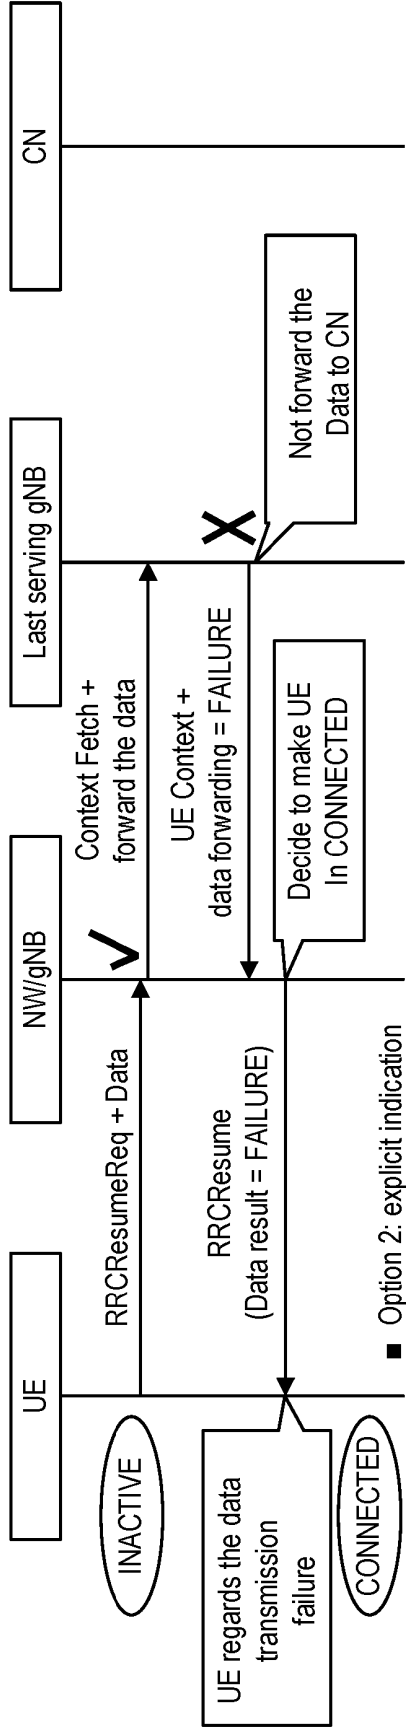 UE
NW/gNB
Last serving gNB
CN
INACTIVE
RRCResumeReq + Data
Context Fetch +
forward the data
UE Context +
data forwarding = FAILURE
Not forward the
Data to CN
RRCResume
(Data result = FAILURE)
Decide to make UE
In CONNECTED
UE regards the data
transmission
failure
CONNECTED
■ Option 2: explicit indication